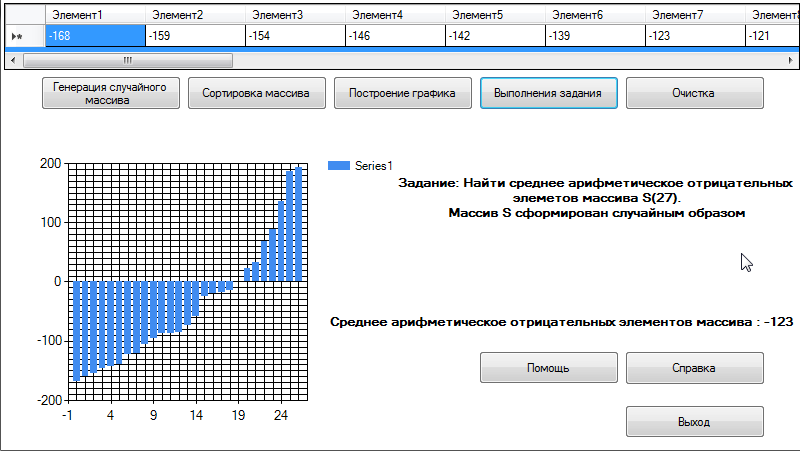 Элемент1 Элемент2 Элемент3 Элемент4 Элемент5 Элемент6 Элемент7 Элемент8
-168 -159 -154 -146 -142 -139 -123 -121
Генерация случайного
массива
Сортировка массива
Построение графика
Выполнения задания
Очистка
200
100
0
-100
-200
-1 4 9 14 19 24
Series1
Задание: Найти среднее арифметическое отрицательных
элеметов массива S(27).
Массив S сформирован случайным образом
Среднее арифметическое отрицательных элементов массива : -123
Помощь
Справка
Выход